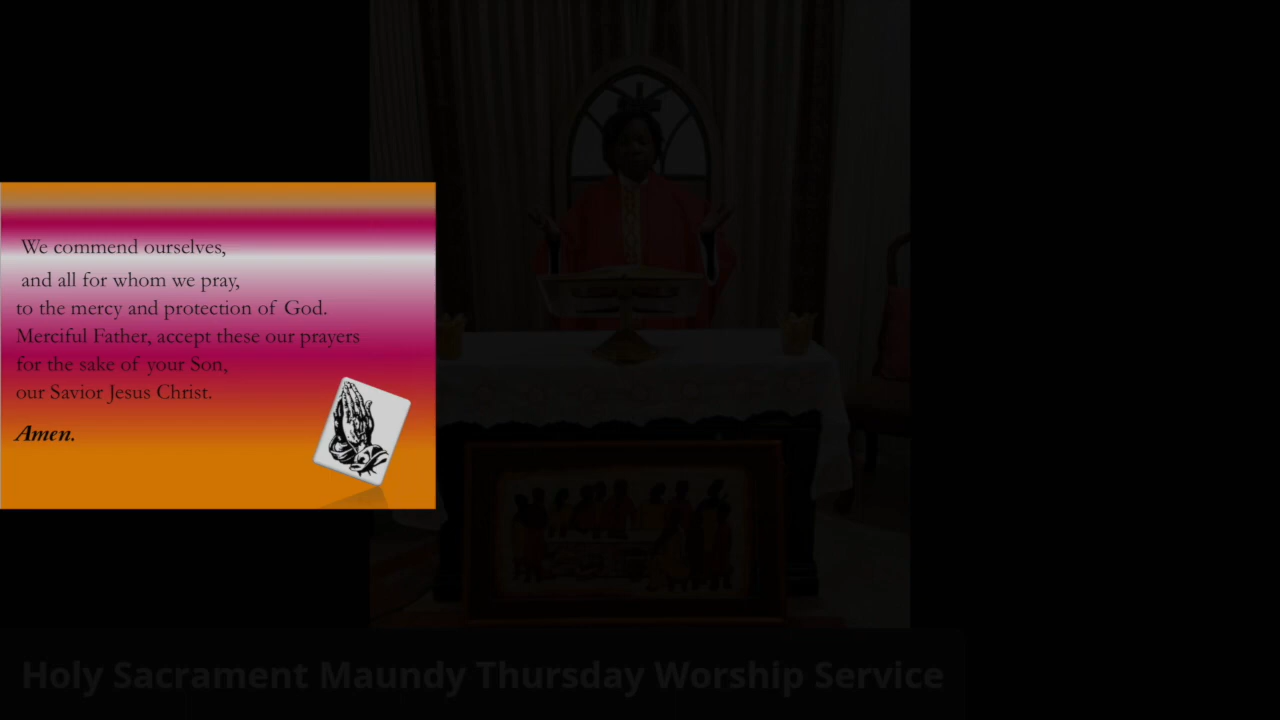 We commend ourselves,
and all for whom we pray,
to the mercy and protection of God.
Merciful Father, accept these our prayers
for the sake of your Son,
our Savior Jesus Christ.
Amen.
Holy Sacrament Maundy Thursday Worship Service